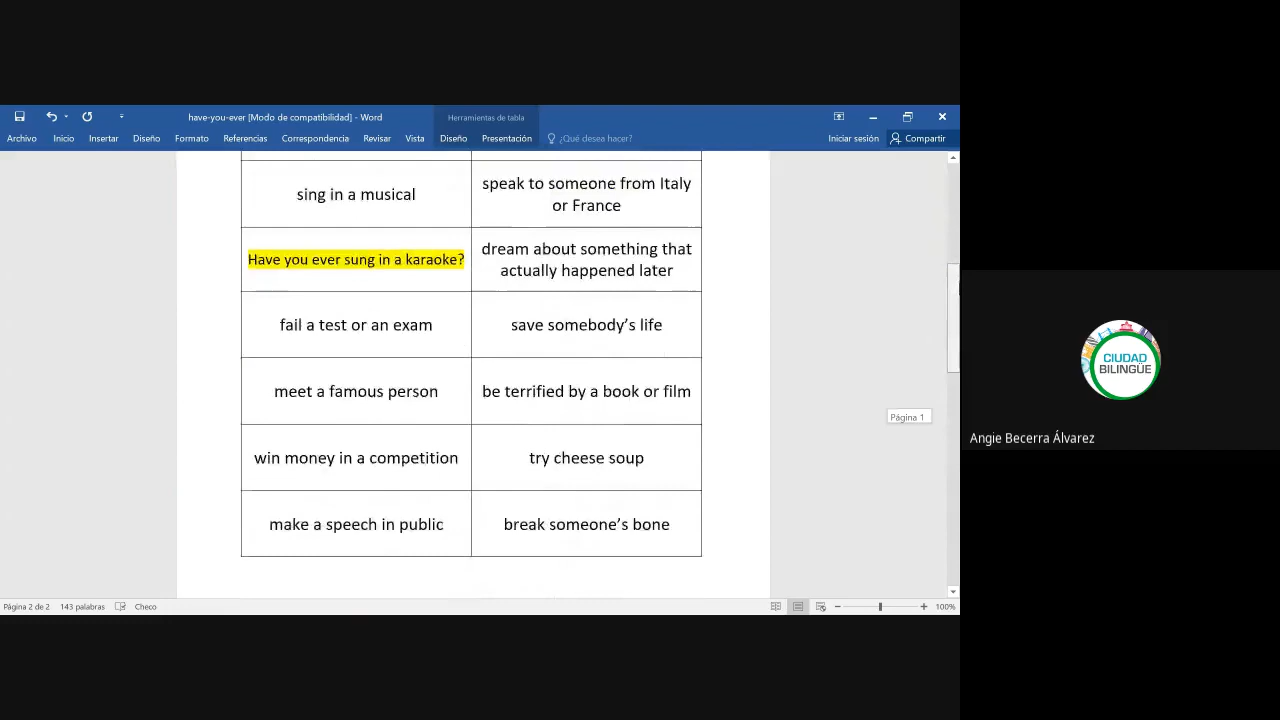 have-you-ever [Modo de compatibilidad] - Word
Herramientas de tabla
Archivo
Inicio
Insertar
Diseño
Formato
Referencias
Correspondencia
Revisar
Vista
Diseño
Presentación
¿Qué desea hacer?
Iniciar sesión
Compartir
sing in a musical
speak to someone from Italy
or France
Have you ever sung in a karaoke?
dream about something that
actually happened later
fail a test or an exam
save somebody's life
meet a famous person
be terrified by a book or film
win money in a competition
try cheese soup
make a speech in public
break someone's bone
Página 1
Página 2 de 2
143 palabras
Checo
100%
CIUDAD
BILINGÜE
Angie Becerra Álvarez